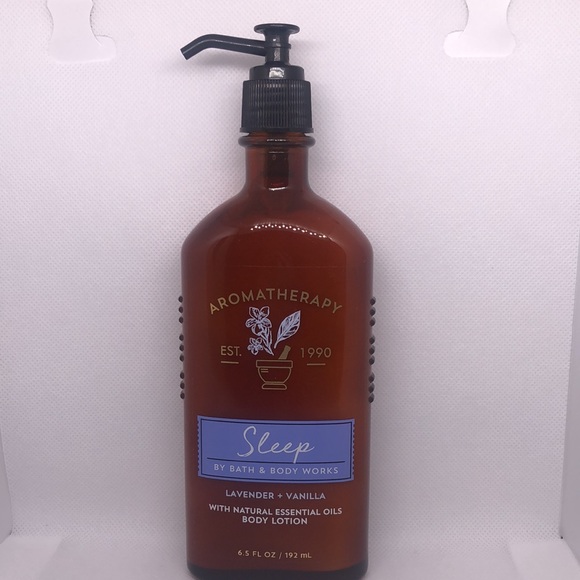 AROMATHERAPY
EST. 1990
Sleep
BY BATH & BODY WORKS
LAVENDER + VANILLA
WITH NATURAL ESSENTIAL OILS
BODY LOTION
6.5 FL OZ / 192 mL